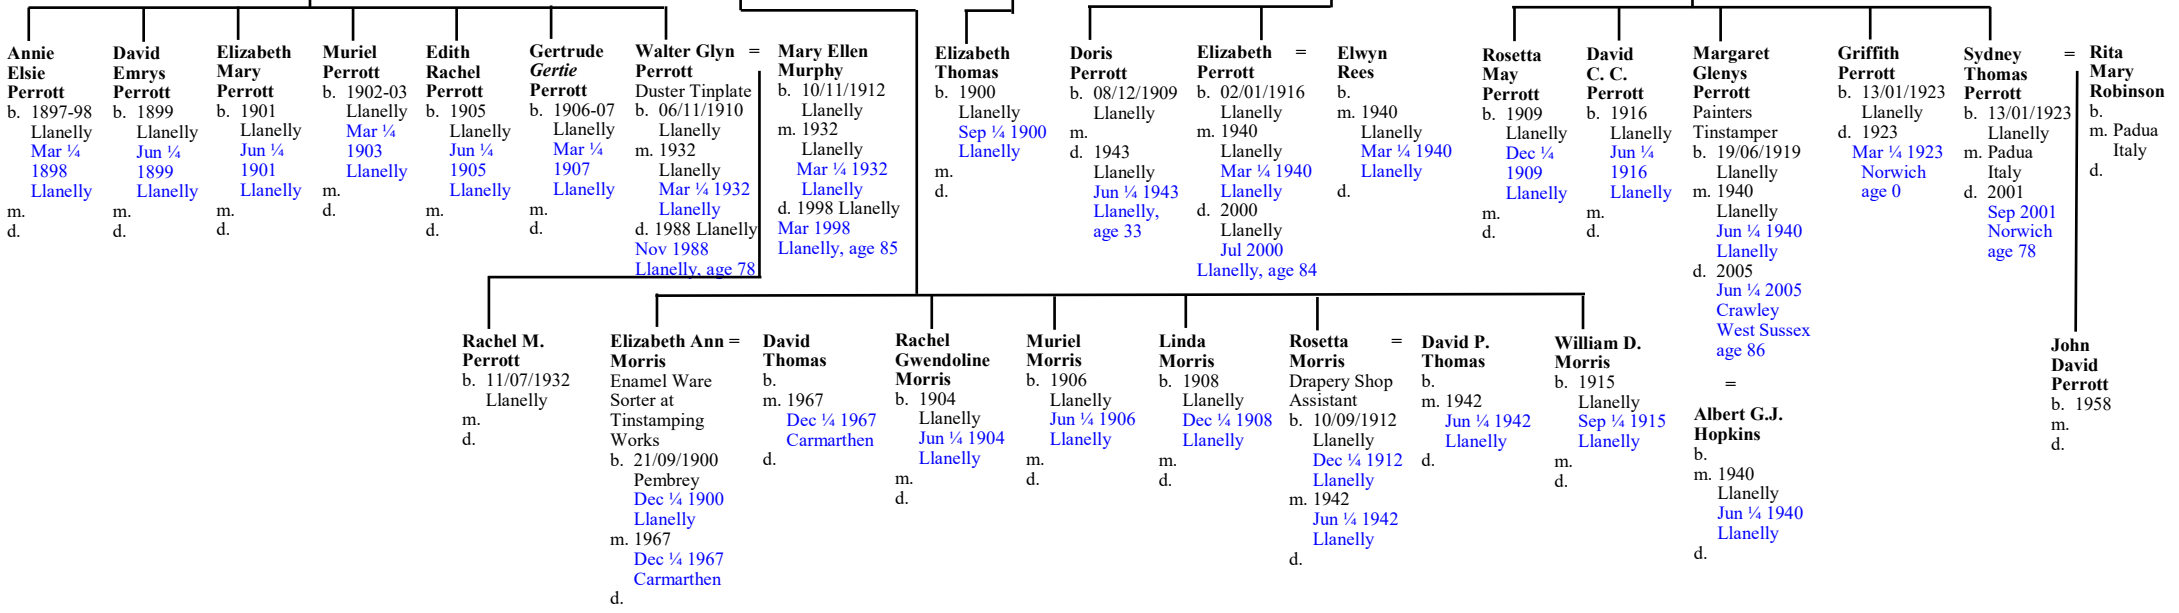 Annie
Elsie
Perrott
b. 1897-98
Llanelly
Mar ¼
1898
Llanelly
m.
d.
David
Emrys
Perrott
b. 1899
Llanelly
Jun ¼
1899
Llanelly
m.
d.
Elizabeth
Mary
Perrott
b. 1901
Llanelly
Jun ¼
1901
Llanelly
m.
d.
Muriel
Perrott
b. 1902-03
Llanelly
Mar ¼
1903
Llanelly
m.
d.
Edith
Rachel
Perrott
b. 1905
Llanelly
Jun ¼
1905
Llanelly
m.
d.
Gertrude
Gertie
Perrott
b. 1906-07
Llanelly
Mar ¼
1907
Llanelly
m.
d.
Walter Glyn =
Perrott
Duster Tinplate
b. 06/11/1910
Llanelly
m. 1932
Llanelly
Mar ¼ 1932
Llanelly
d. 1988 Llanelly
Nov 1988
Llanelly, age 78
Mary Ellen
Murphy
b. 10/11/1912
Llanelly
m. 1932
Llanelly
Mar ¼ 1932
Llanelly
d. 1998 Llanelly
Mar 1998
Llanelly, age 85
Elizabeth
Thomas
b. 1900
Llanelly
Sep ¼ 1900
Llanelly
m.
d.
Doris
Perrott
b. 08/12/1909
Llanelly
m.
d. 1943
Jun ¼ 1943
Llanelly,
age 33
Elizabeth =
Perrott
b. 02/01/1916
Llanelly
m. 1940
Llanelly
Mar ¼ 1940
Llanelly
d. 2000
Llanelly
Jul 2000
Llanelly, age 84
Elwyn
Rees
b.
m. 1940
Llanelly
Mar ¼ 1940
Llanelly
d.
Rosetta
May
Perrott
b. 1909
Llanelly
Dec ¼
1909
Llanelly
m.
d.
David
C. C.
Perrott
b. 1916
Llanelly
Jun ¼
1916
Llanelly
m.
d.
Margaret
Glenys
Perrott
Painters
Tinstamper
b. 19/06/1919
Llanelly
m. 1940
Llanelly
Jun ¼ 1940
Llanelly
d. 2005
Jun ¼ 2005
Crawley
West Sussex
age 86
=
Albert G.J.
Hopkins
b.
m. 1940
Llanelly
Jun ¼ 1940
Llanelly
d.
Griffith
Perrott
b. 13/01/1923
Llanelly
d. 1923
Mar ¼ 1923
Norwich
age 0
Sydney =
Thomas
Perrott
b. 13/01/1923
Llanelly
m. Padua
Italy
d. 2001
Sep 2001
Norwich
age 78
Rita
Mary
Robinson
b.
m. Padua
Italy
d.
Rachel M.
Perrott
b. 11/07/1932
Llanelly
m.
d.
Elizabeth Ann =
Morris
Enamel Ware
Sorter at
Tinstamping
Works
b. 21/09/1900
Pembrey
Dec ¼ 1900
Llanelly
m. 1967
Dec ¼ 1967
Carmarthen
d.
David
Thomas
b.
m. 1967
Dec ¼ 1967
Carmarthen
d.
Rachel
Gwendoline
Morris
b. 1904
Llanelly
Jun ¼ 1904
Llanelly
m.
d.
Muriel
Morris
b. 1906
Llanelly
Jun ¼ 1906
Llanelly
m.
d.
Linda
Morris
b. 1908
Llanelly
Dec ¼ 1908
Llanelly
m.
d.
Rosetta =
Morris
Drapery Shop
Assistant
b. 10/09/1912
Llanelly
Dec ¼ 1912
Llanelly
m. 1942
Jun ¼ 1942
Llanelly
d.
David P.
Thomas
b.
m. 1942
Jun ¼ 1942
Llanelly
d.
William D.
Morris
b. 1915
Llanelly
Sep ¼ 1915
Llanelly
m.
d.
John
David
Perrott
b. 1958
m.
d.